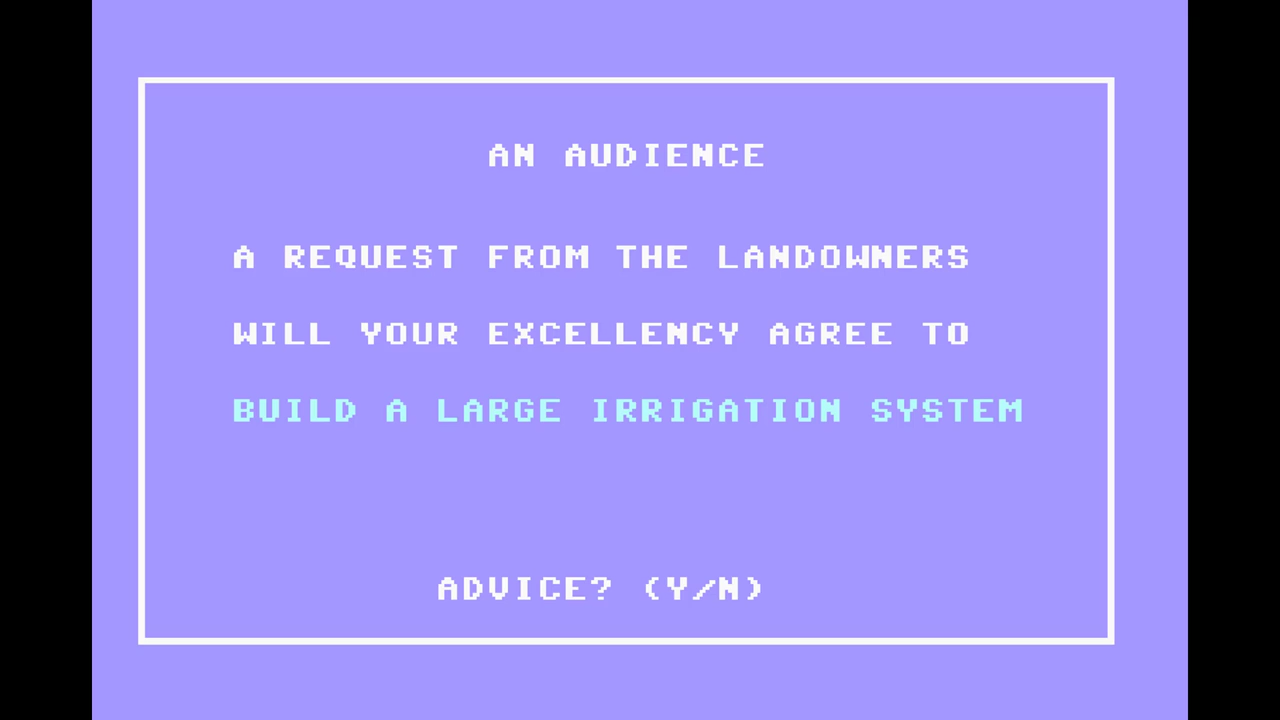 AN AUDIENCE
A REQUEST FROM THE LANDOWNERS
WILL YOUR EXCELLENCY AGREE TO
BUILD A LARGE IRRIGATION SYSTEM
ADVICE? (Y/N)